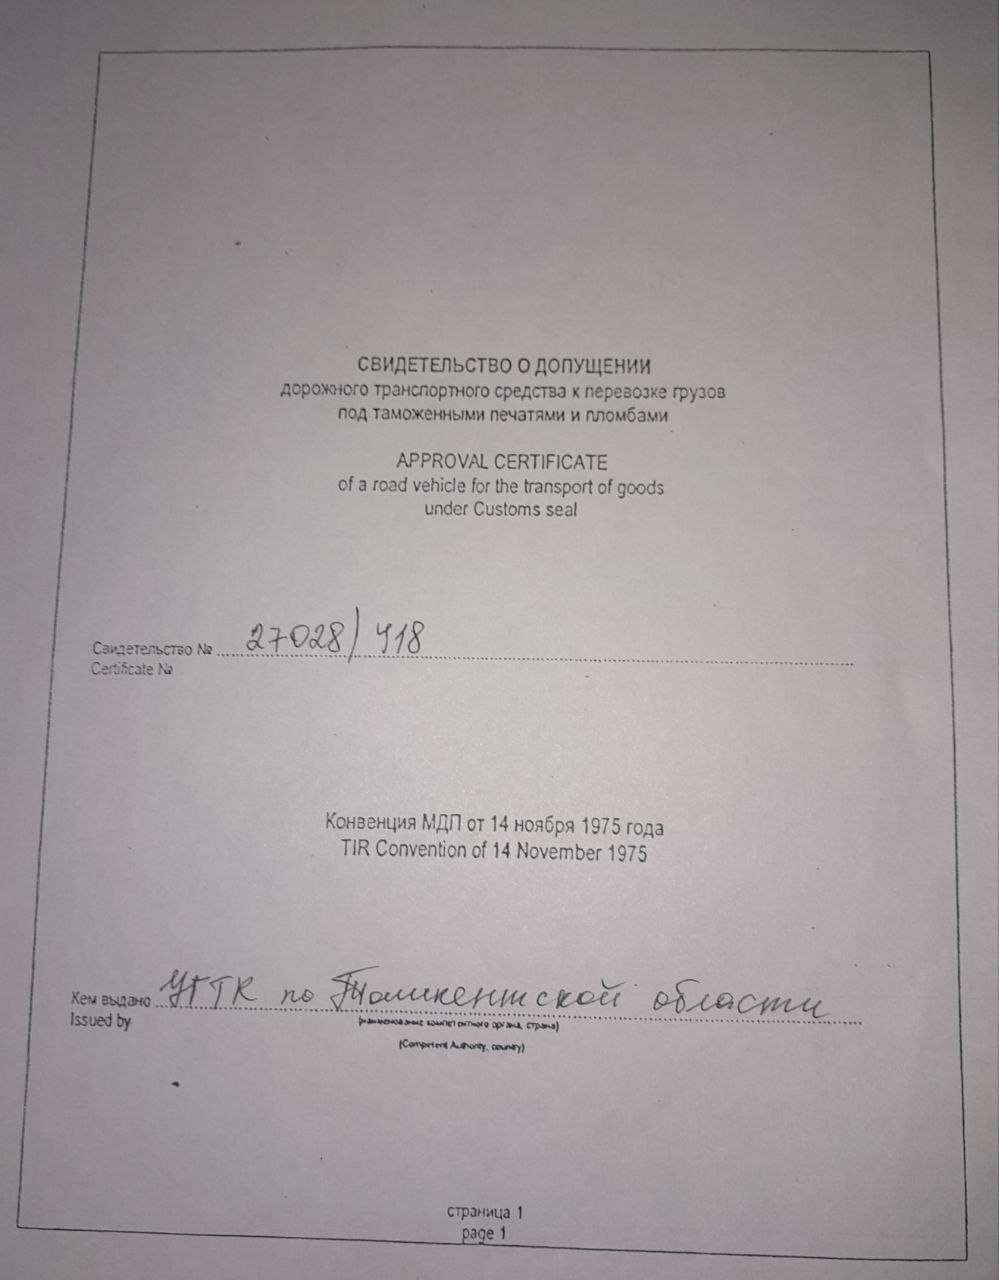 СВИДЕТЕЛЬСТВО О ДОПУЩЕНИИ
дорожного транспортного средства к перевозке грузов
под таможенными печатями и пломбами
APPROVAL CERTIFICATE
of a road vehicle for the transport of goods
under Customs seal
Свидетельство № 27028/418
Certificate №
Конвенция МДП от 14 ноября 1975 года
TIR Convention of 14 November 1975
Кем выдано УГТК по Ташкентской области
Issued by
(наименование компетентного органа, страна)
(Competent Authority, country)
страница 1
page 1